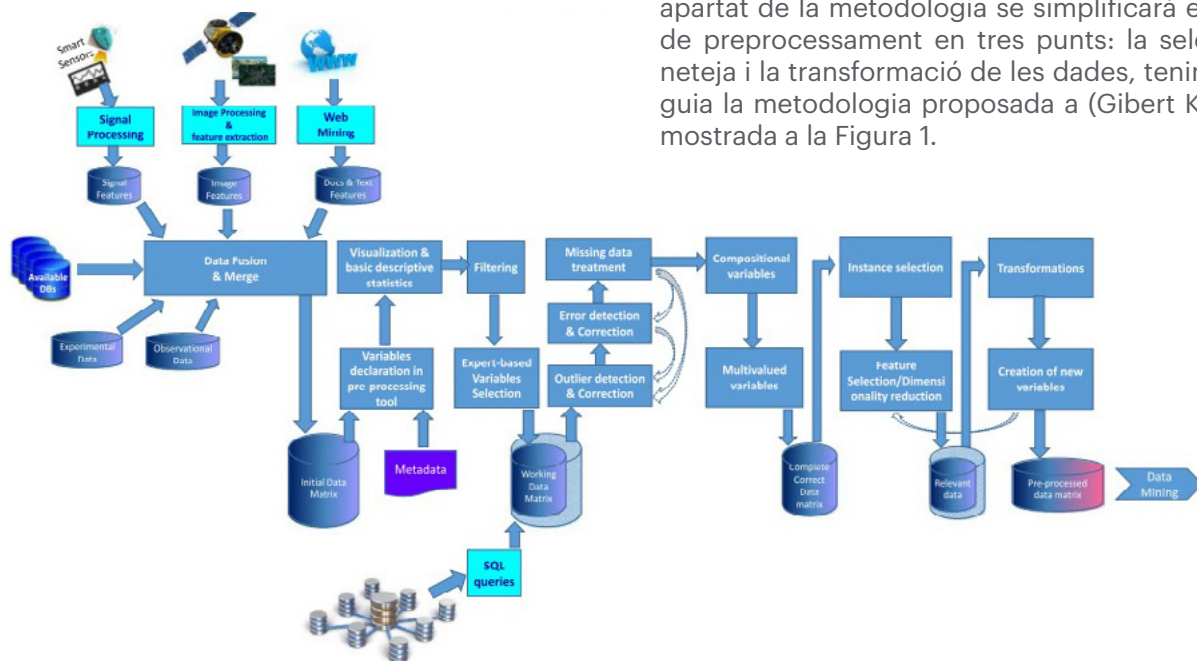 apartat de la metodologia se simplificarà e
de preprocessament en tres punts: la sel
neteja i la transformació de les dades, tenir
guia la metodologia proposada a (Gibert K
mostrada a la Figura 1.
Smart
Sensors
WWW
Signal
Processing
Image Processing
&
feature extraction
Web
Mining
Signal
Features
Image
Features
Docs & Text
Features
Available
DBs
Data Fusion
& Merge
Experimental
Data
Observational
Data
Initial Data
Matrix
Visualization &
basic descriptive
statistics
Variables
declaration in
pre-processing
tool
Metadata
Filtering
Expert-based
Variables
Selection
Working
Data
Matrix
SQL
queries
Missing data
treatment
Error detection
& Correction
Outlier detection
& Correction
Compositional
variables
Multivalued
variables
Complete
Correct
Data
matrix
Instance selection
Feature
Selection/Dimensi
onality reduction
Relevant
data
Transformations
Creation of new
variables
Pre-processed
data matrix
Data
Mining